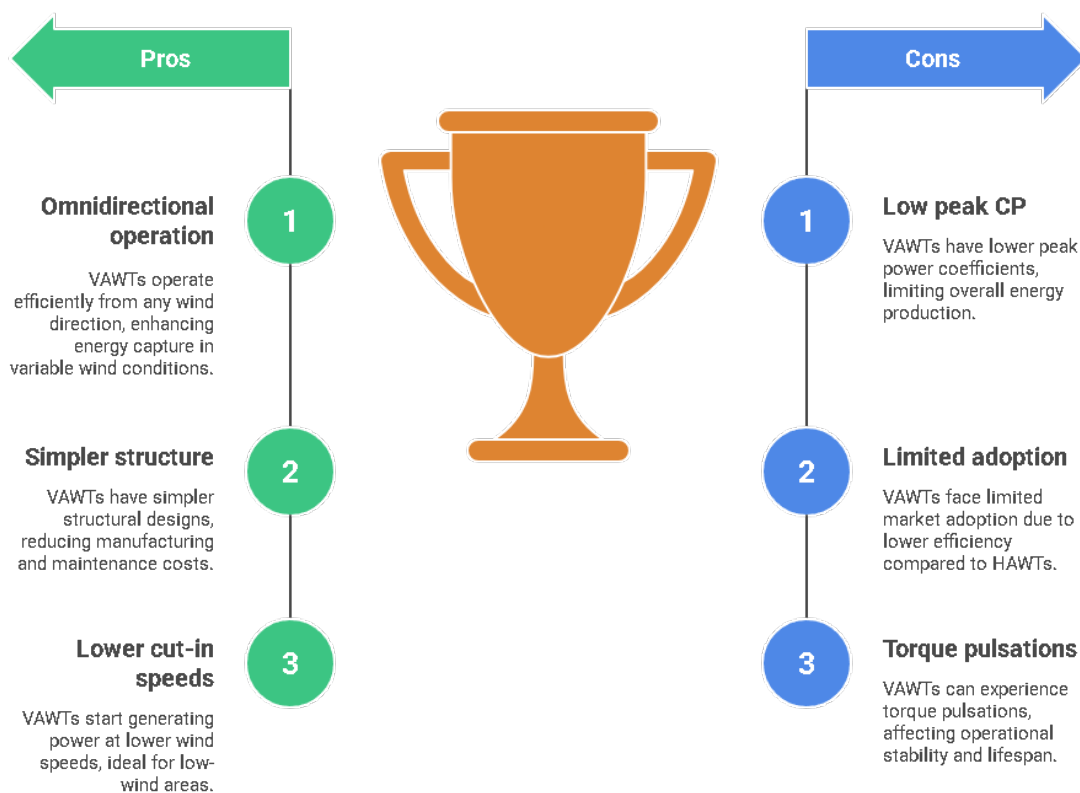 Pros
1
Omnidirectional
operation
VAWTs operate
efficiently from any wind
direction, enhancing
energy capture in
variable wind conditions.
2
Simpler structure
VAWTs have simpler
structural designs,
reducing manufacturing
and maintenance costs.
3
Lower cut-in
speeds
VAWTs start generating
power at lower wind
speeds, ideal for low-
wind areas.
Cons
1
Low peak CP
VAWTs have lower peak
power coefficients,
limiting overall energy
production.
2
Limited adoption
VAWTs face limited
market adoption due to
lower efficiency
compared to HAWTs.
3
Torque pulsations
VAWTs can experience
torque pulsations,
affecting operational
stability and lifespan.